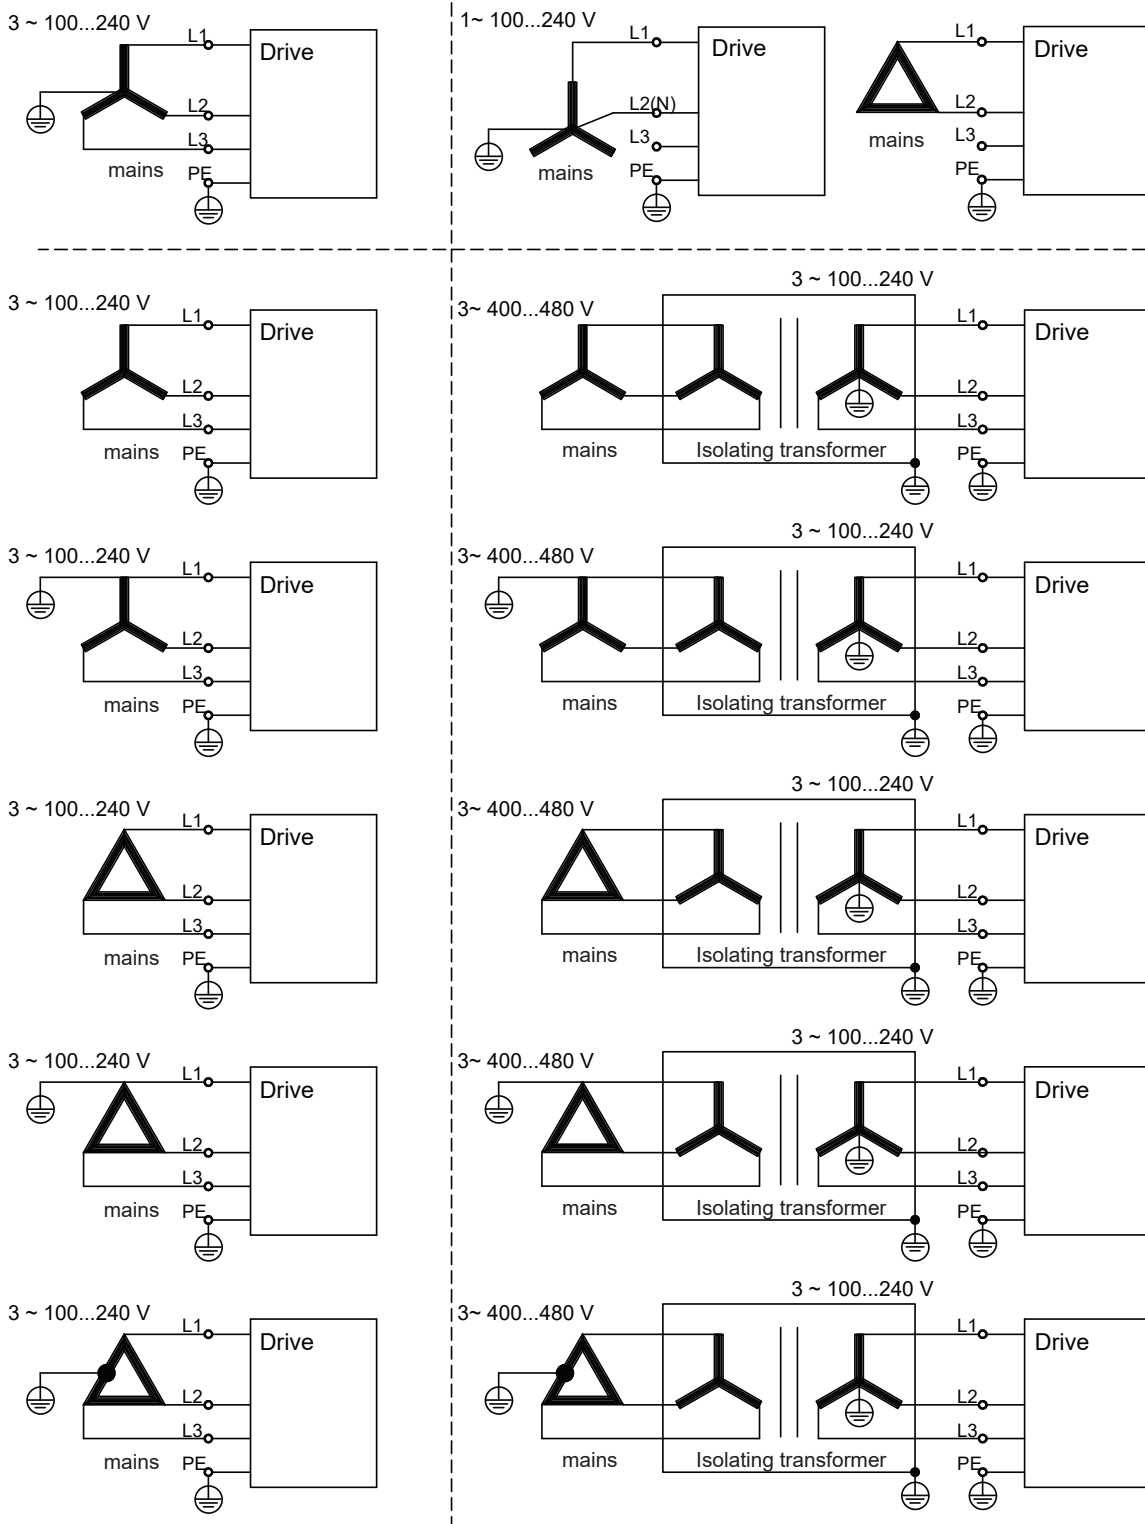 3 ~ 100...240 V
L1
Drive
L2
L3
mains
PE
1~ 100...240 V
L1
Drive
L2(N)
L3
mains
PE
L1
Drive
L2
mains
L3
PE
3 ~ 100...240 V
L1
Drive
L2
L3
mains
PE
3 ~ 100...240 V
3~ 400...480 V
L1
Drive
L2
L3
mains
Isolating transformer
PE
3 ~ 100...240 V
L1
Drive
L2
L3
mains
PE
3 ~ 100...240 V
3~ 400...480 V
L1
Drive
L2
L3
mains
Isolating transformer
PE
3 ~ 100...240 V
L1
Drive
L2
L3
mains
PE
3 ~ 100...240 V
3~ 400...480 V
L1
Drive
L2
L3
mains
Isolating transformer
PE
3 ~ 100...240 V
L1
Drive
L2
L3
mains
PE
3 ~ 100...240 V
3~ 400...480 V
L1
Drive
L2
L3
mains
Isolating transformer
PE
3 ~ 100...240 V
L1
Drive
L2
L3
mains
PE
3 ~ 100...240 V
3~ 400...480 V
L1
Drive
L2
L3
mains
Isolating transformer
PE